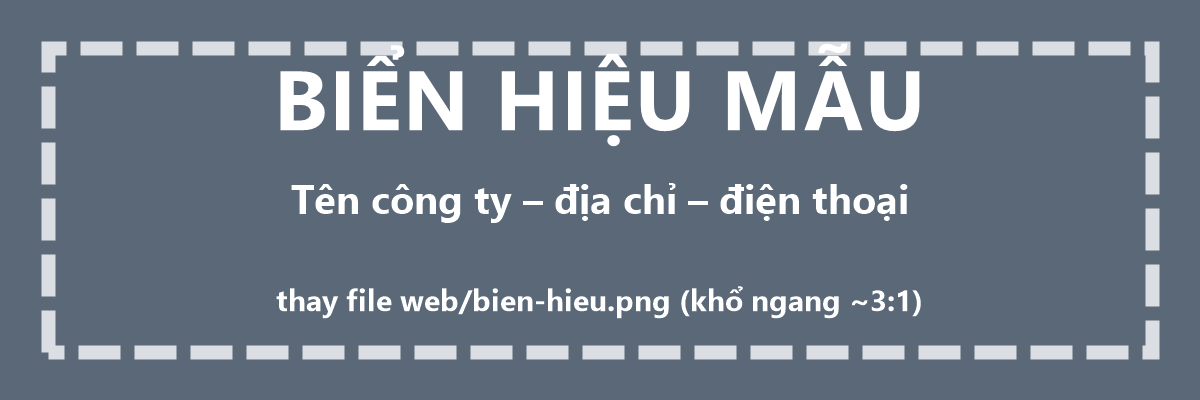 BIỂN HIỆU MẪU
Tên công ty – địa chỉ – điện thoại
thay file web/bien-hieu.png (khổ ngang ~3:1)